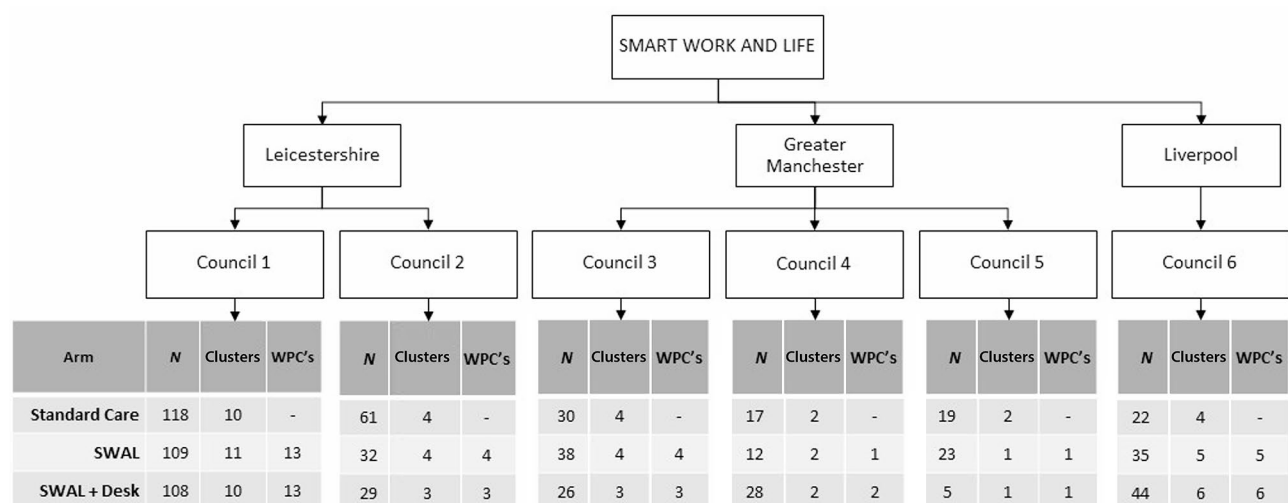 SMART WORK AND LIFE
Leicestershire
Greater
Manchester
Liverpool
Council 1
Council 2
Council 3
Council 4
Council 5
Council 6
Arm N Clusters WPC's N Clusters WPC's N Clusters WPC's N Clusters WPC's N Clusters WPC's N Clusters WPC's
Standard Care 118 10 - 61 4 - 30 4 - 17 2 - 19 2 - 22 4 -
SWAL 109 11 13 32 4 4 38 4 4 12 2 1 23 1 1 35 5 5
SWAL + Desk 108 10 13 29 3 3 26 3 3 28 2 2 5 1 1 44 6 6